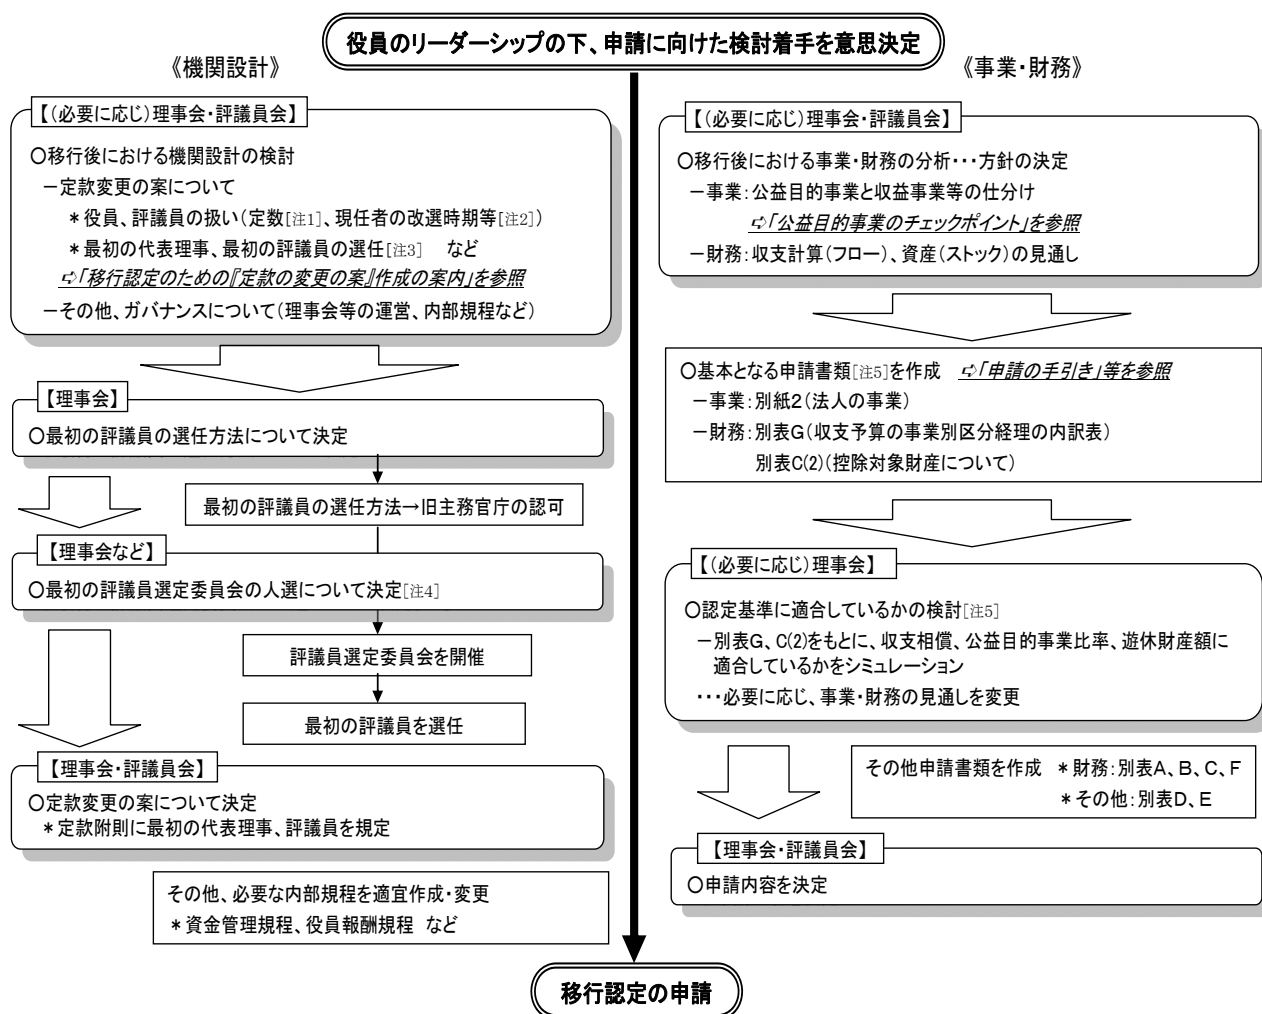 役員のリーダーシップの下、申請に向けた検討着手を意思決定
《機関設計》
【(必要に応じ)理事会・評議員会】
〇移行後における機関設計の検討
－定款変更の案について
＊役員、評議員の扱い(定数[注1]、現任者の改選時期等[注2])
＊最初の代表理事、最初の評議員の選任[注3] など
⇨「移行認定のための『定款の変更の案』作成の案内」を参照
－その他、ガバナンスについて(理事会等の運営、内部規程など)
【理事会】
〇最初の評議員の選任方法について決定
最初の評議員の選任方法→旧主務官庁の認可
【理事会など】
〇最初の評議員選定委員会の人選について決定[注4]
評議員選定委員会を開催
最初の評議員を選任
【理事会・評議員会】
〇定款変更の案について決定
＊定款附則に最初の代表理事、評議員を規定
その他、必要な内部規程を適宜作成・変更
＊資金管理規程、役員報酬規程 など
《事業・財務》
【(必要に応じ)理事会・評議員会】
〇移行後における事業・財務の分析・・・方針の決定
－事業：公益目的事業と収益事業等の仕分け
⇨「公益目的事業のチェックポイント」を参照
－財務：収支計算(フロー)、資産(ストック)の見通し
〇基本となる申請書類[注5]を作成 ⇨「申請の手引き」等を参照
－事業：別紙2(法人の事業)
－財務：別表G(収支予算の事業別区分経理の内訳表)
別表C(2)(控除対象財産について)
【(必要に応じ)理事会】
〇認定基準に適合しているかの検討[注5]
－別表G、C(2)をもとに、収支相償、公益目的事業比率、遊休財産額に
適合しているかをシミュレーション
・・・必要に応じ、事業・財務の見通しを変更
その他申請書類を作成 ＊財務：別表A、B、C、F
＊その他：別表D、E
【理事会・評議員会】
〇申請内容を決定
移行認定の申請